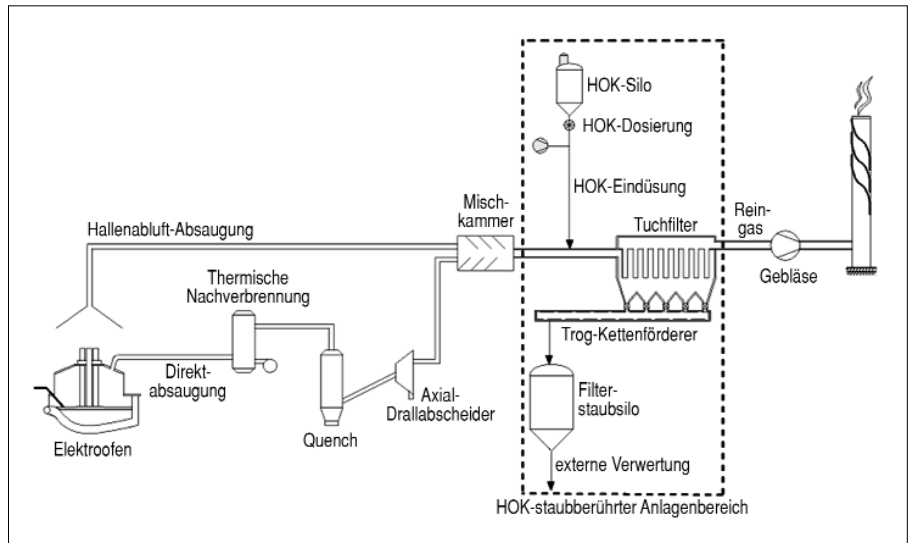 HOK-Silo
HOK-Dosierung
HOK-Eindüsung
Misch-
kammer
Tuchfilter
Rein-
gas
Hallenabluft-Absaugung
Gebläse
Thermische
Nachverbrennung
Trog-Kettenförderer
Direkt-
absaugung
Axial-
Drallabscheider
Filter-
staubsilo
Quench
Elektroofen
externe Verwertung
HOK-staubberührter Anlagenbereich